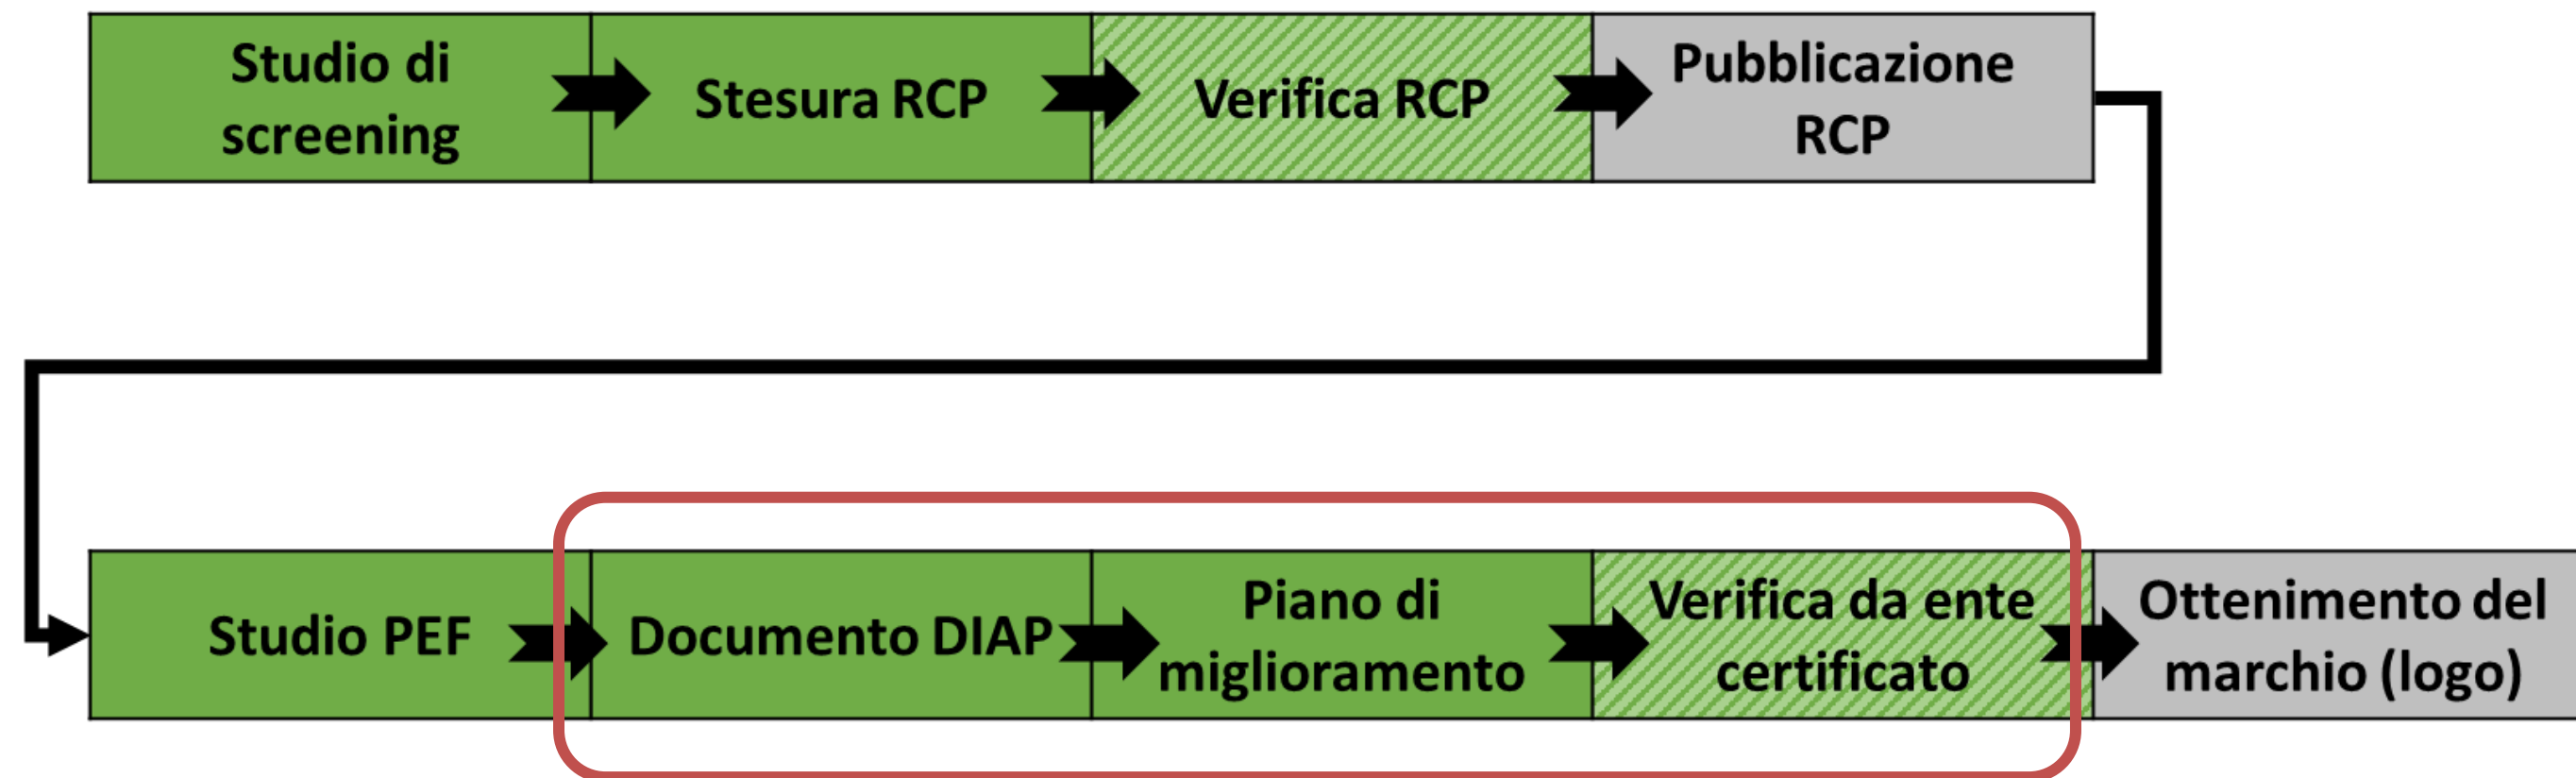 Studio di
screening
Stesura RCP
Verifica RCP
Pubblicazione
RCP
Studio PEF
Documento DIAP
Piano di
miglioramento
Verifica da ente
certificato
Ottenimento del
marchio (logo)